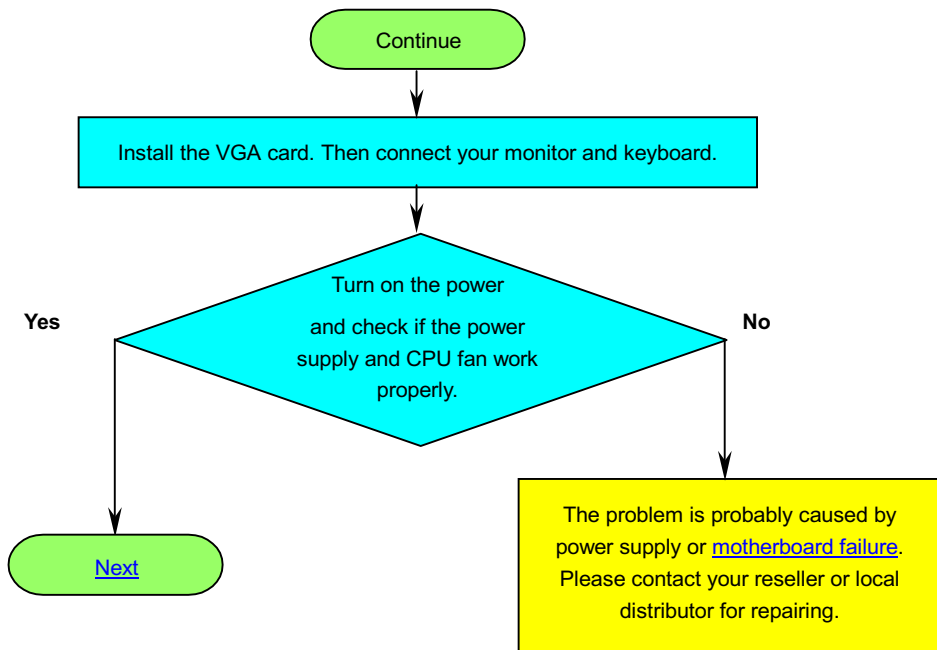 Continue
Install the VGA card. Then connect your monitor and keyboard.
Turn on the power
and check if the power
supply and CPU fan work
properly.
Yes
No
The problem is probably caused by
power supply or motherboard failure.
Please contact your reseller or local
distributor for repairing.
Next